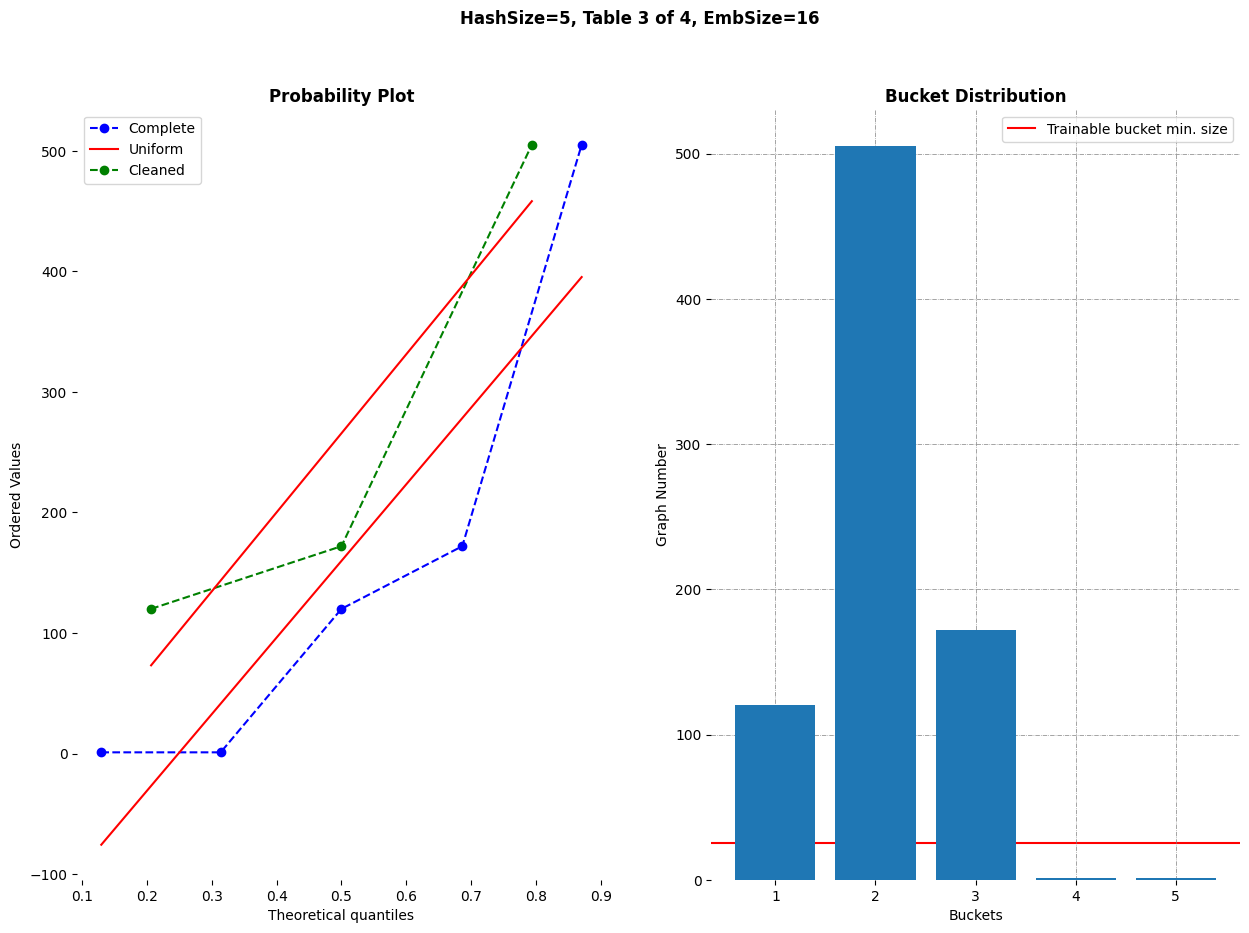 HashSize=5, Table 3 of 4, EmbSize=16
Probability Plot
Complete
Uniform
Cleaned
500
400
300
200
100
0
−100
Ordered Values
0.1 0.2 0.3 0.4 0.5 0.6 0.7 0.8 0.9
Theoretical quantiles
Bucket Distribution
Trainable bucket min. size
500
400
300
200
100
0
Graph Number
1 2 3 4 5
Buckets